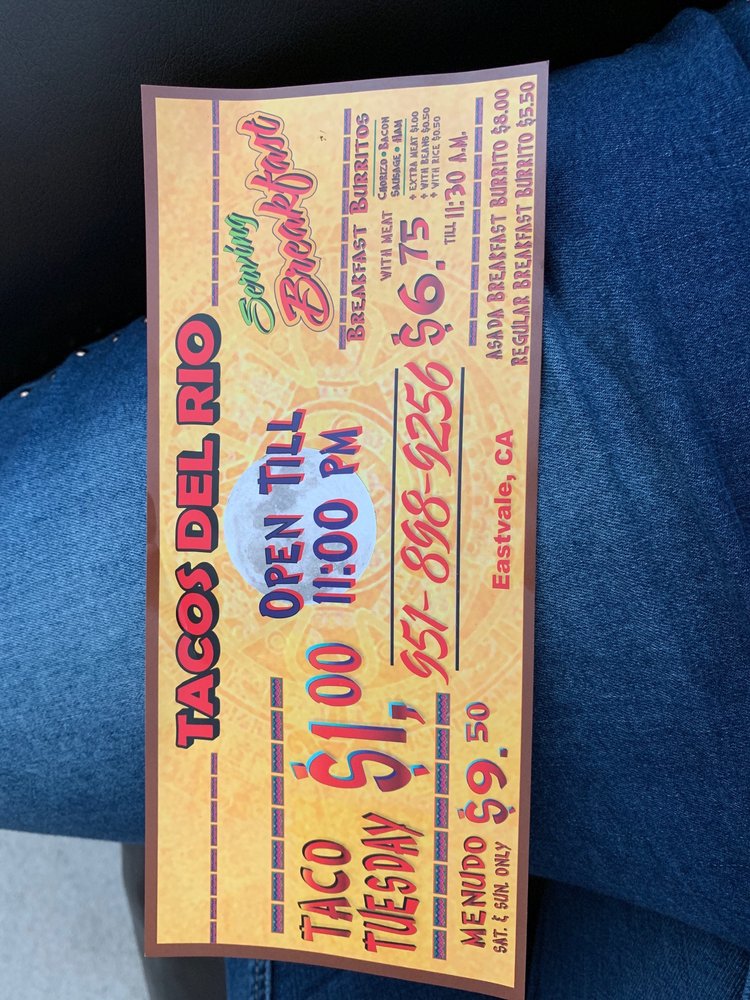 TACOS DEL RIO
TACO
TUESDAY
$1,00
MENUDO
SAT. & SUN. ONLY
$9.50
OPEN TILL
11:00 PM
951-898-9256
Eastvale, CA
Serving
Breakfast
BREAKFAST BURRITOS
WITH MEAT
$6.75
CHORIZO • BACON
SAUSAGE • HAM
+ EXTRA MEAT $1.00
+ WITH BEANS $0.50
+ WITH RICE $0.50
TILL 11:30 A.M.
ASADA BREAKFAST BURRITO $8.00
REGULAR BREAKFAST BURRITO $5.50